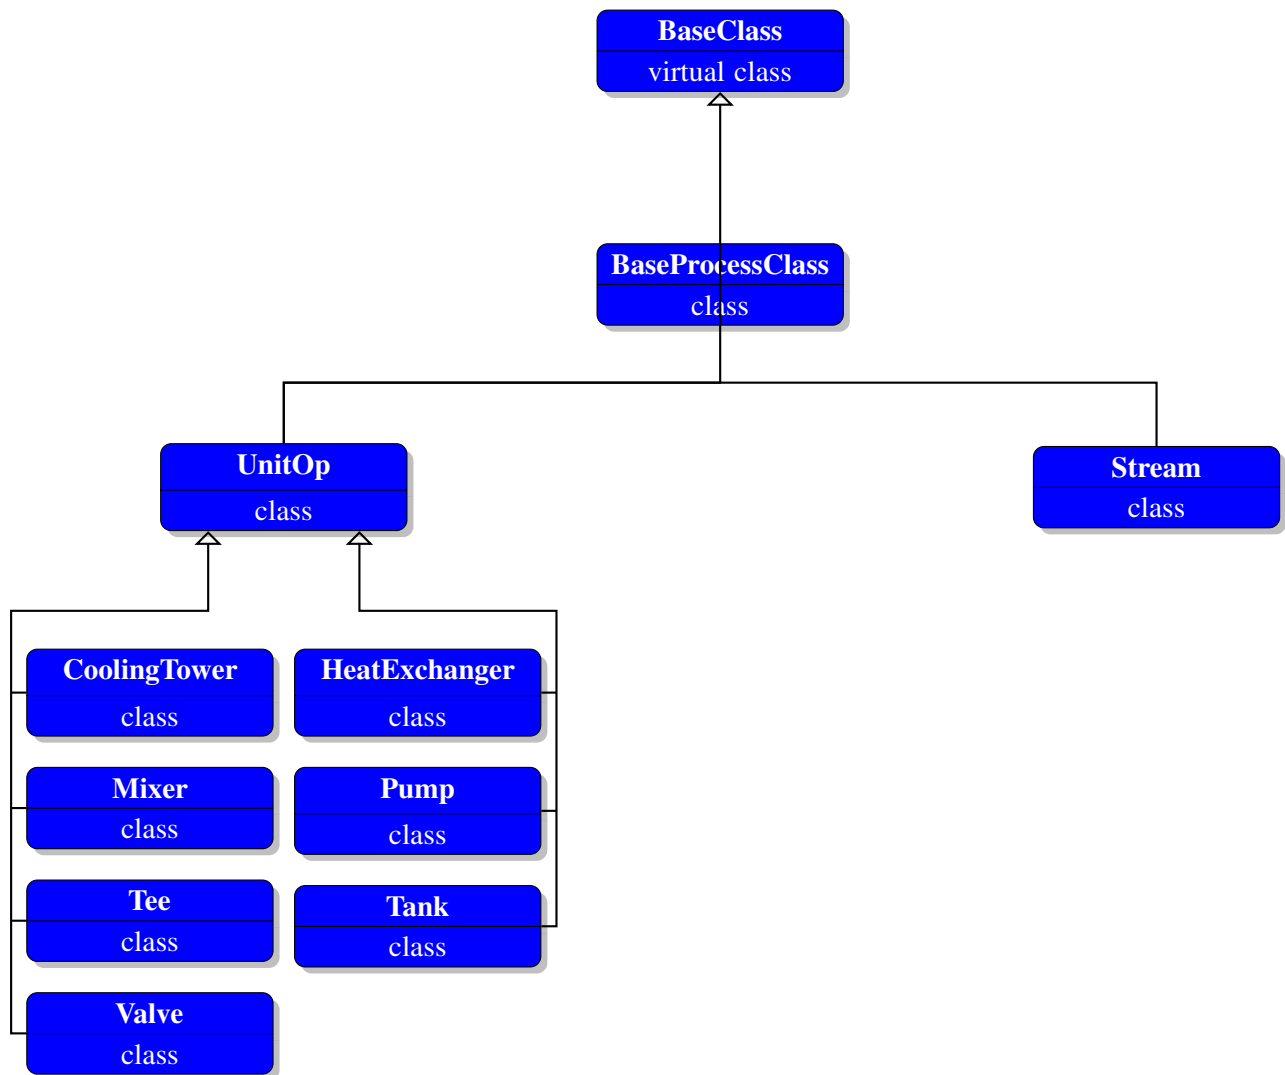 BaseClass
virtual class
BaseProcessClass
class
UnitOp
class
Stream
class
CoolingTower
class
HeatExchanger
class
Mixer
class
Pump
class
Tee
class
Tank
class
Valve
class